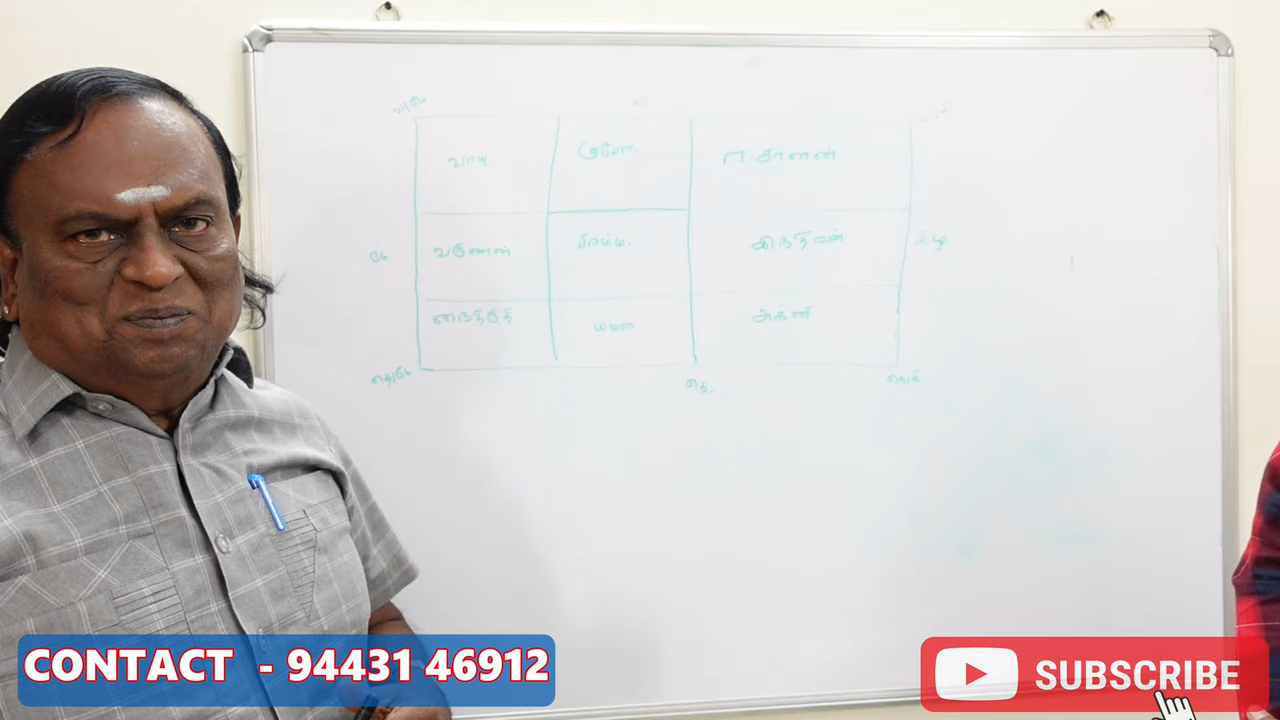 குபேர.
ஈசானன்
வருணன்
பிரம்ம.
இந்திரன்
கிழ
மே
நைத்ருதி
யமன்
அக்னி
தெமே
தெ.
தெகி
CONTACT - 94431 46912
SUBSCRIBE